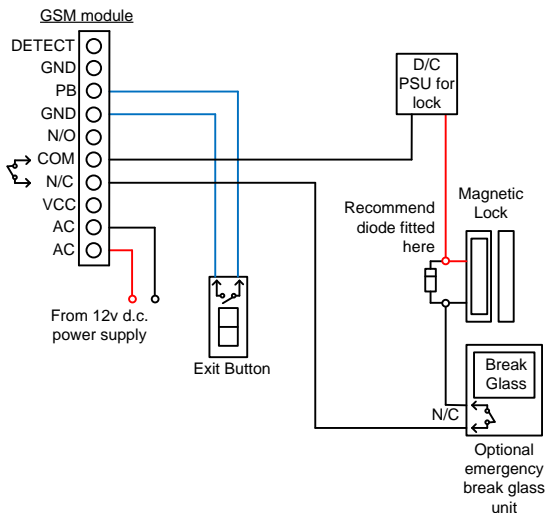 GSM module
DETECT
GND
PB
GND
N/O
COM
N/C
VCC
AC
AC
From 12v d.c.
power supply
Exit Button
D/C
PSU for
lock
Recommend
diode fitted
here
Magnetic
Lock
Break
Glass
N/C
Optional
emergency
break glass
unit